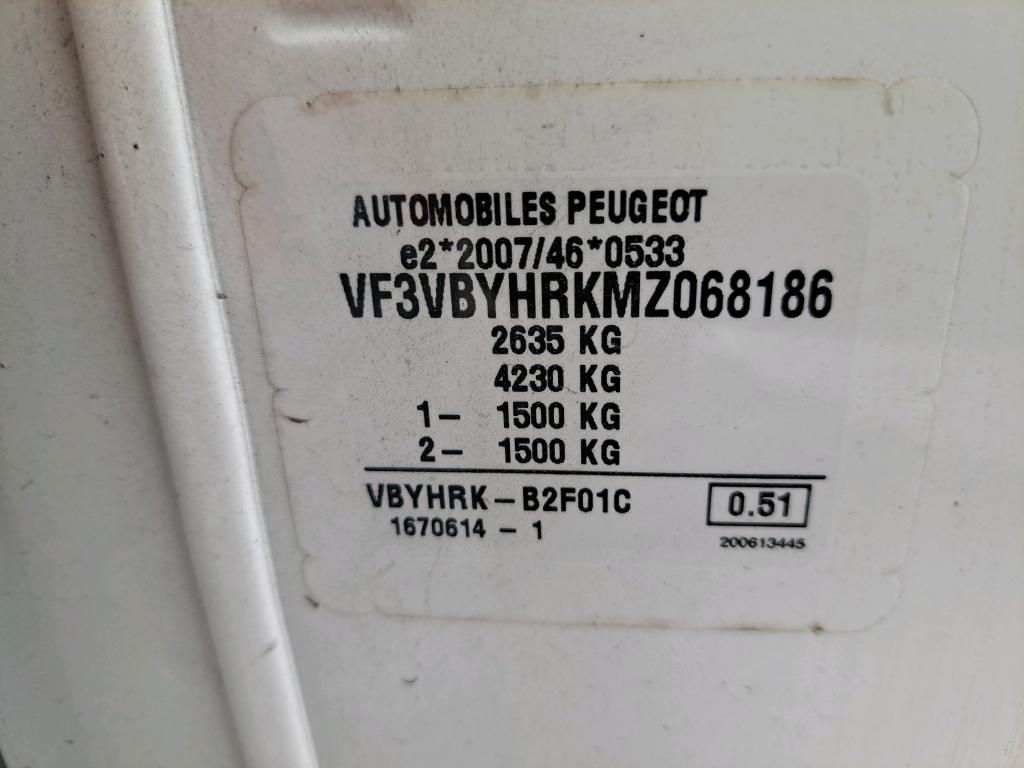 AUTOMOBILES PEUGEOT
e2*2007/46*0533
VF3VBYHRKMZ068186
2635 KG
4230 KG
1- 1500 KG
2- 1500 KG
VBYHRK-B2F01C
0.51
1670614 - 1
200613445